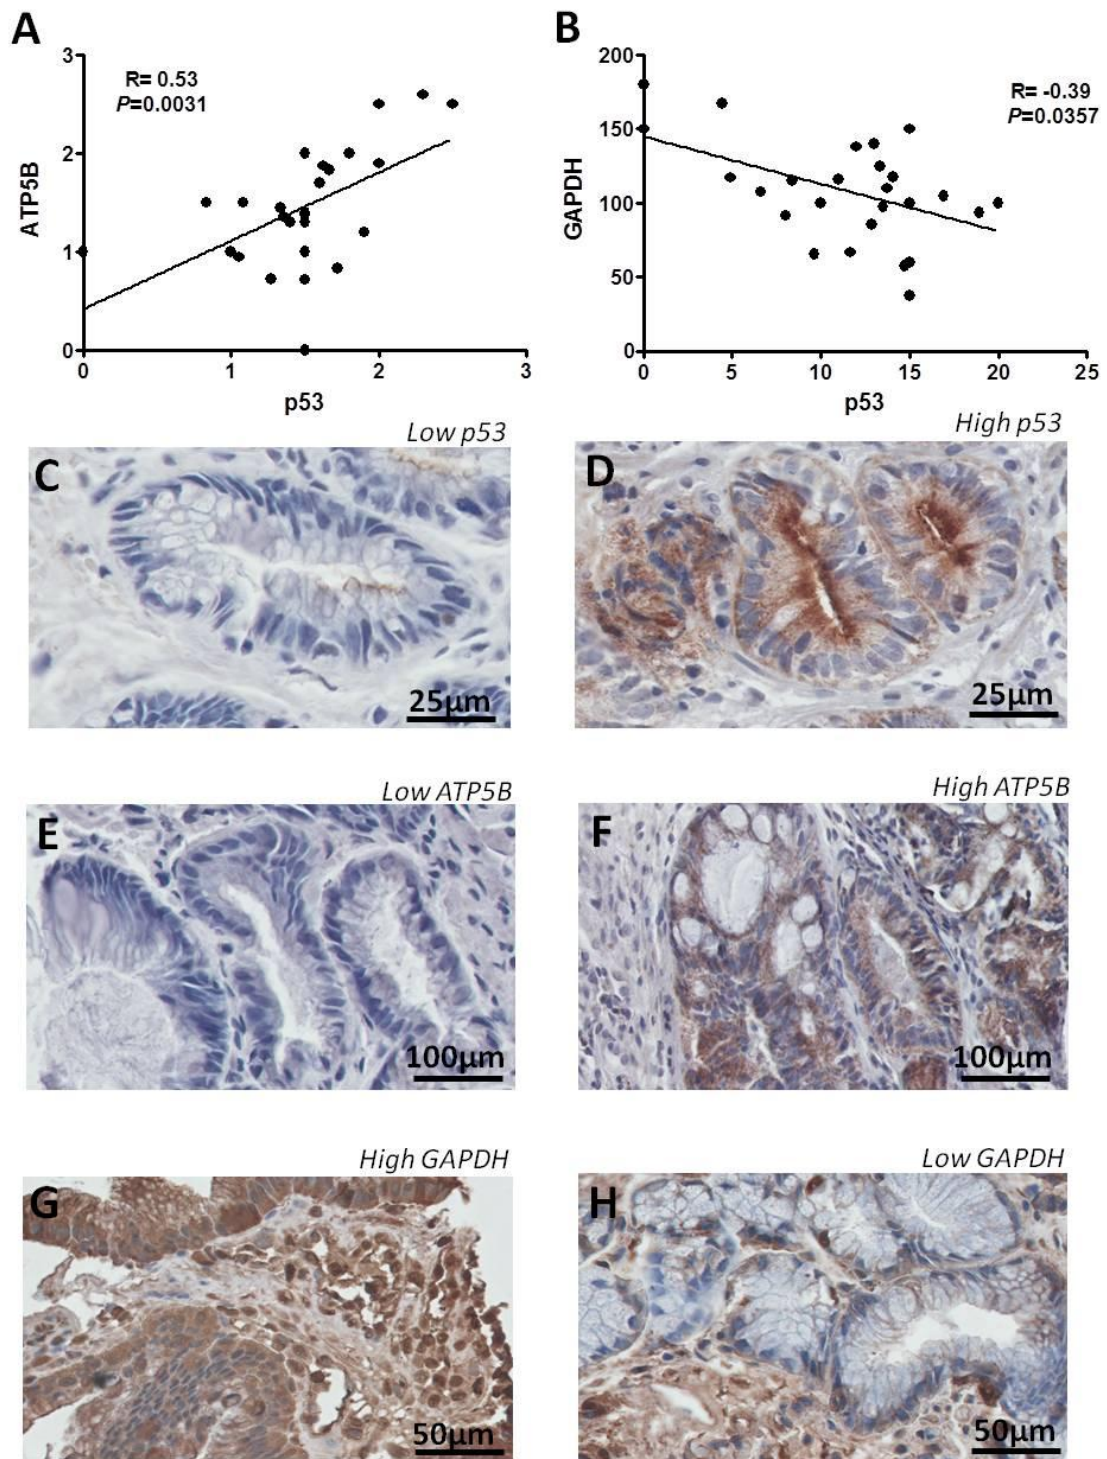 A
3
R= 0.53
P=0.0031
2
ATP5B
1
0
0 1 2 3
p53
B
200
R= -0.39
P=0.0357
150
GAPDH
100
50
0
0 5 10 15 20 25
p53
Low p53
C
25µm
High p53
D
25µm
Low ATP5B
E
100µm
High ATP5B
F
100µm
High GAPDH
G
50µm
Low GAPDH
H
50µm